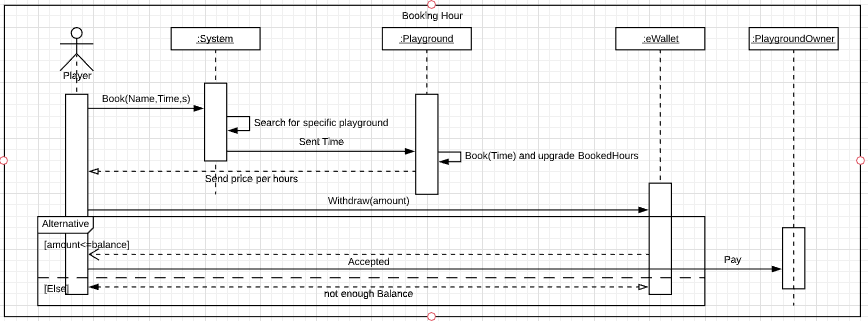 Booking Hour
:System
:Playground
:eWallet
:PlaygroundOwner
Player
Book(Name,Time,s)
Search for specific playground
Sent Time
Book(Time) and upgrade BookedHours
Send price per hours
Withdraw(amount)
Alternative
[amount<=balance]
Accepted
Pay
[Else]
not enough Balance